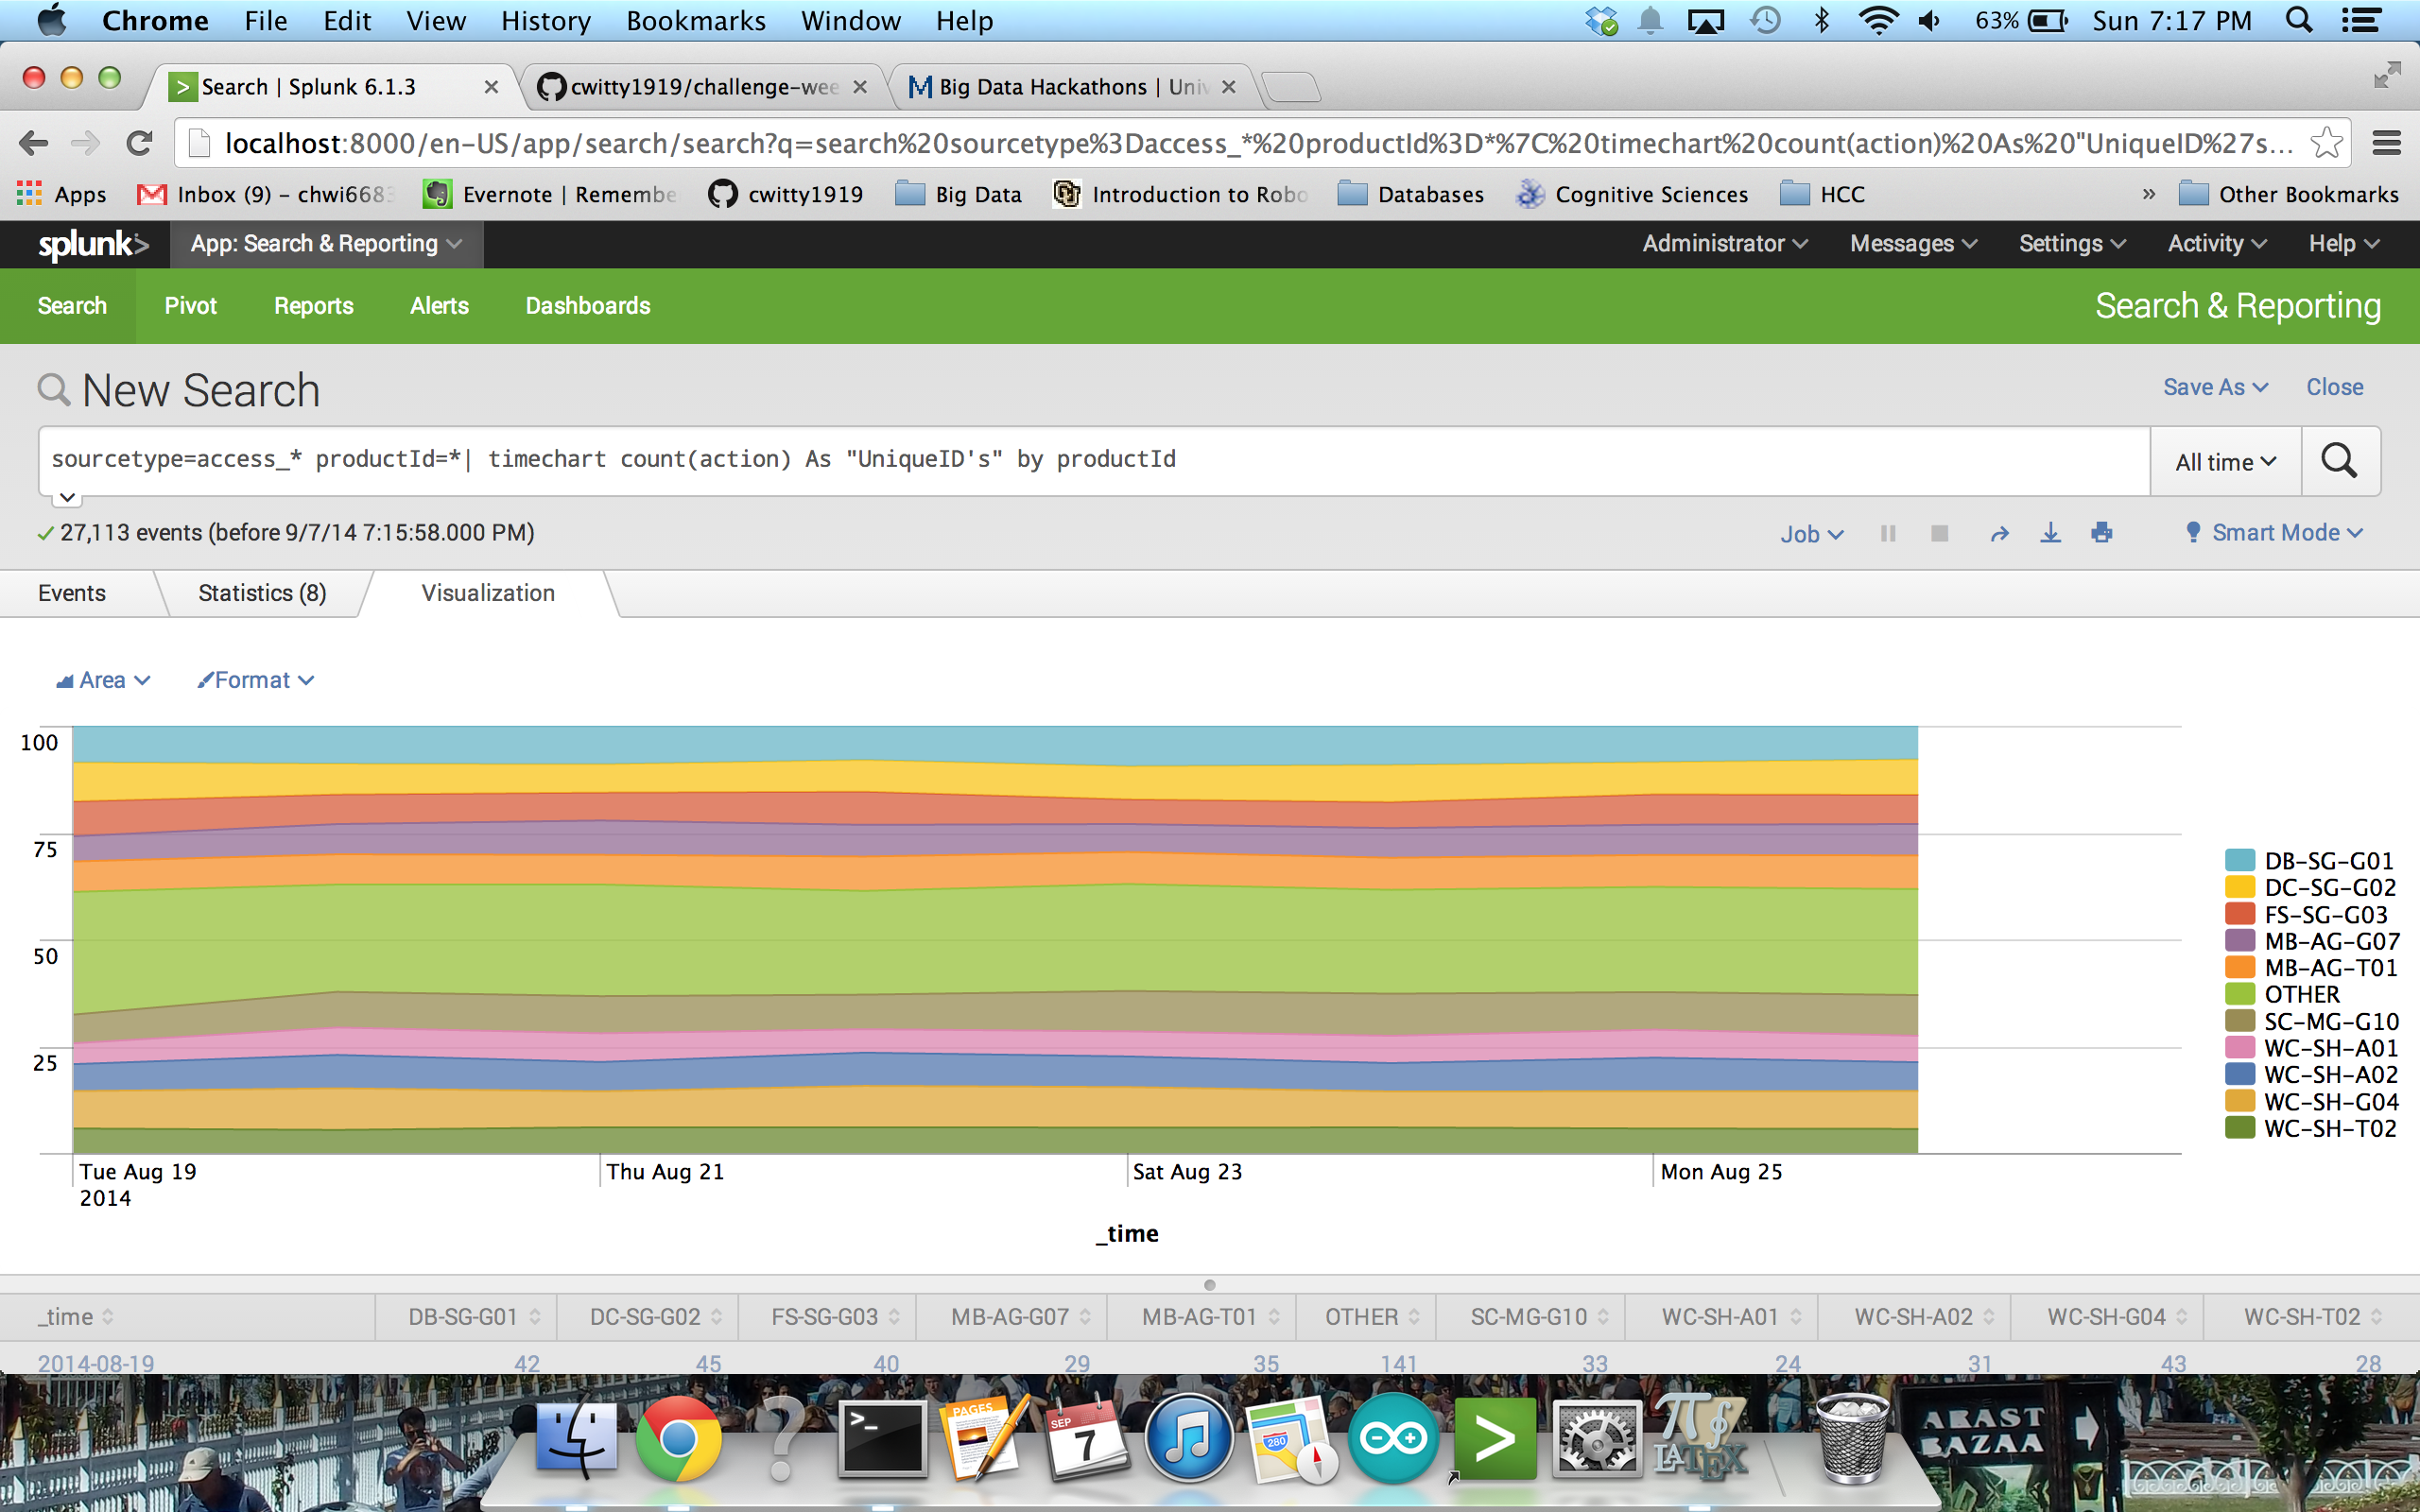 Chrome File Edit View History Bookmarks Window Help 63% Sun 7:17 PM
Search | Splunk 6.1.3 cwitty1919/challenge-wee Big Data Hackathons | Univ
localhost:8000/en-US/app/search/search?q=search%20sourcetype%3Daccess_*%20productId%3D*%7C%20timechart%20count(action)%20As%20"UniqueID%27s...
Apps Inbox (9) – chwi6683 Evernote | Remembe cwitty1919 Big Data Introduction to Robo Databases Cognitive Sciences HCC » Other Bookmarks
splunk> App: Search & Reporting Administrator Messages Settings Activity Help
Search Pivot Reports Alerts Dashboards Search & Reporting
New Search Save As Close
sourcetype=access_* productId=*| timechart count(action) As "UniqueID's" by productId All time
27,113 events (before 9/7/14 7:15:58.000 PM) Job Smart Mode
Events Statistics (8) Visualization
Area Format
100
75
50
25
DB-SG-G01
DC-SG-G02
FS-SG-G03
MB-AG-G07
MB-AG-T01
OTHER
SC-MG-G10
WC-SH-A01
WC-SH-A02
WC-SH-G04
WC-SH-T02
Tue Aug 19 Thu Aug 21 Sat Aug 23 Mon Aug 25
2014
_time
_time DB-SG-G01 DC-SG-G02 FS-SG-G03 MB-AG-G07 MB-AG-T01 OTHER SC-MG-G10 WC-SH-A01 WC-SH-A02 WC-SH-G04 WC-SH-T02
2014-08-19 42 45 40 29 35 141 33 24 31 43 28
PAGES
SEP
7
280
LATEX
ARAST
BAZAA